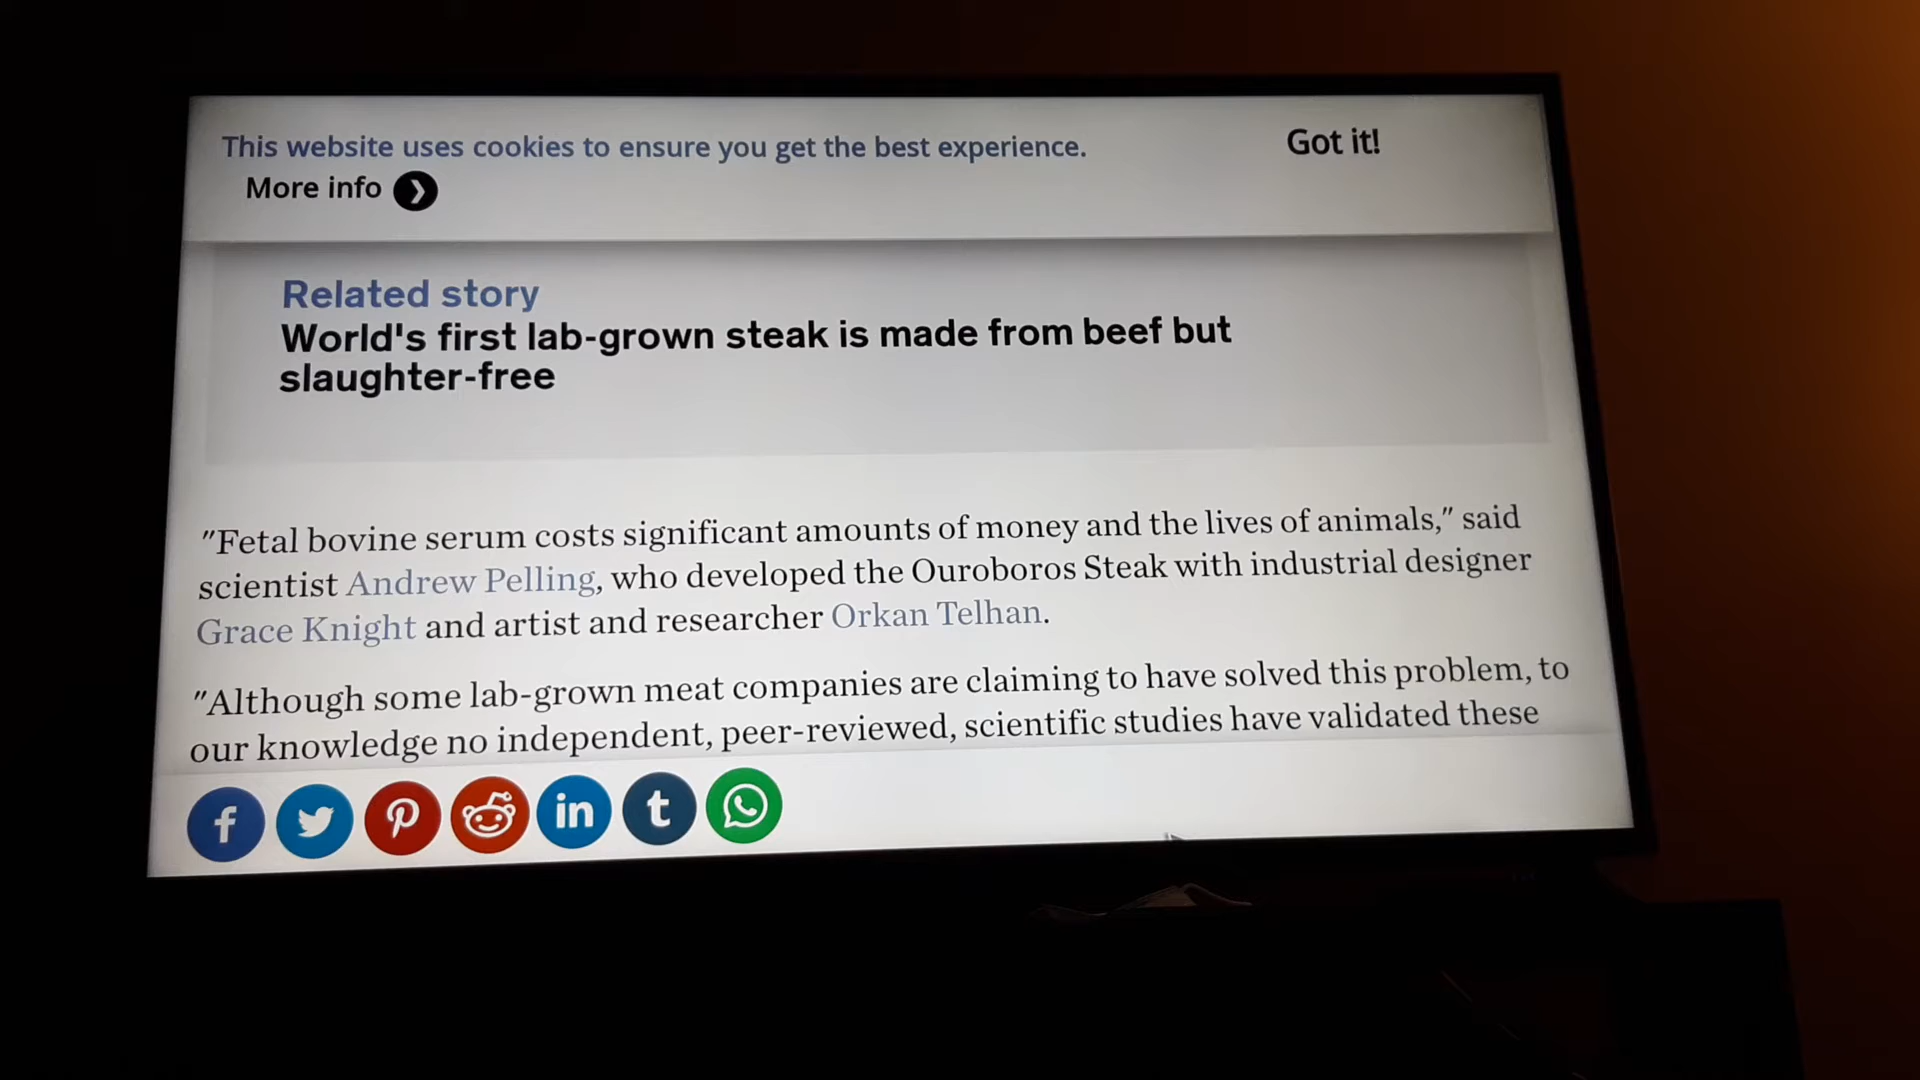 This website uses cookies to ensure you get the best experience.
Got it!
More info
Related story
World's first lab-grown steak is made from beef but
slaughter-free
"Fetal bovine serum costs significant amounts of money and the lives of animals," said
scientist Andrew Pelling, who developed the Ouroboros Steak with industrial designer
Grace Knight and artist and researcher Orkan Telhan.
"Although some lab-grown meat companies are claiming to have solved this problem, to
our knowledge no independent, peer-reviewed, scientific studies have validated these